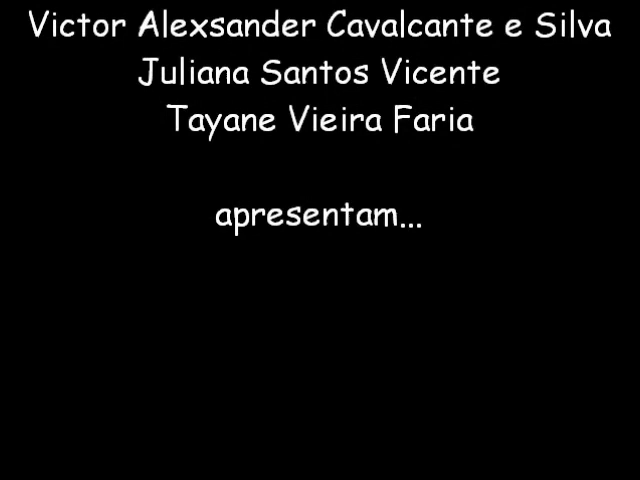 Victor Alexsander Cavalcante e Silva
Juliana Santos Vicente
Tayane Vieira Faria
apresentam...